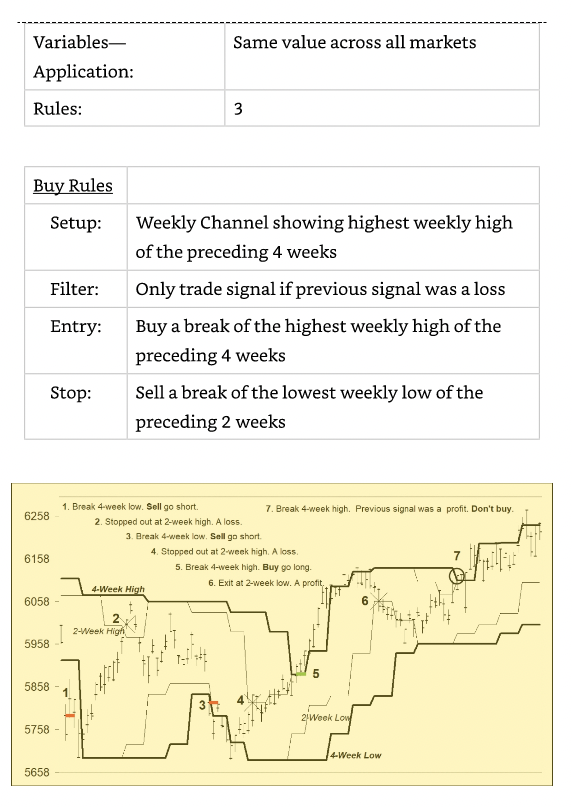 Variables—
Application:
Same value across all markets
Rules:
3
Buy Rules
Setup:
Weekly Channel showing highest weekly high
of the preceding 4 weeks
Filter:
Only trade signal if previous signal was a loss
Entry:
Buy a break of the highest weekly high of the
preceding 4 weeks
Stop:
Sell a break of the lowest weekly low of the
preceding 2 weeks
1. Break 4-week low. Sell go short.
7. Break 4-week high. Previous signal was a profit. Don't buy.
2. Stopped out at 2-week high. A loss.
3. Break 4-week low. Sell go short.
4. Stopped out at 2-week high. A loss.
5. Break 4-week high. Buy go long.
6. Exit at 2-week low. A profit.
6258
6158
6058
5958
5858
5758
5658
4-Week High
2-Week High
2-Week Low
4-Week Low
1
2
3
4
5
6
7